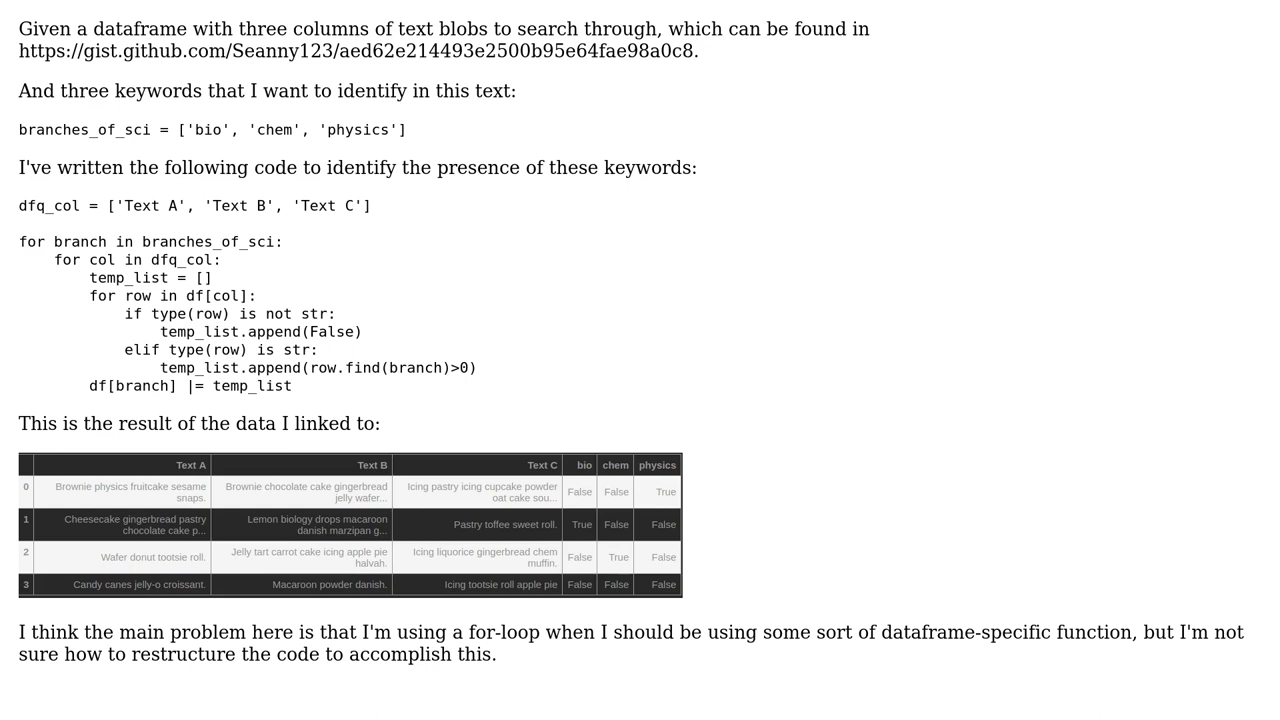 Given a dataframe with three columns of text blobs to search through, which can be found in
https://gist.github.com/Seanny123/aed62e214493e2500b95e64fae98a0c8.
And three keywords that I want to identify in this text:
branches_of_sci = ['bio', 'chem', 'physics']
I've written the following code to identify the presence of these keywords:
dfq_col = ['Text A', 'Text B', 'Text C']
for branch in branches_of_sci:
    for col in dfq_col:
        temp_list = []
        for row in df[col]:
            if type(row) is not str:
                temp_list.append(False)
            elif type(row) is str:
                temp_list.append(row.find(branch)>0)
        df[branch] |= temp_list
This is the result of the data I linked to:
Text A Text B Text C bio chem physics
0 Brownie physics fruitcake sesame snaps. Brownie chocolate cake gingerbread jelly wafer... Icing pastry icing cupcake powder oat cake sou... False False True
1 Cheesecake gingerbread pastry chocolate cake p... Lemon biology drops macaroon danish marzipan g... Pastry toffee sweet roll. True False False
2 Wafer donut tootsie roll. Jelly tart carrot cake icing apple pie halvah. Icing liquorice gingerbread chem muffin. False True False
3 Candy canes jelly-o croissant. Macaroon powder danish. Icing tootsie roll apple pie False False False
I think the main problem here is that I'm using a for-loop when I should be using some sort of dataframe-specific function, but I'm not
sure how to restructure the code to accomplish this.